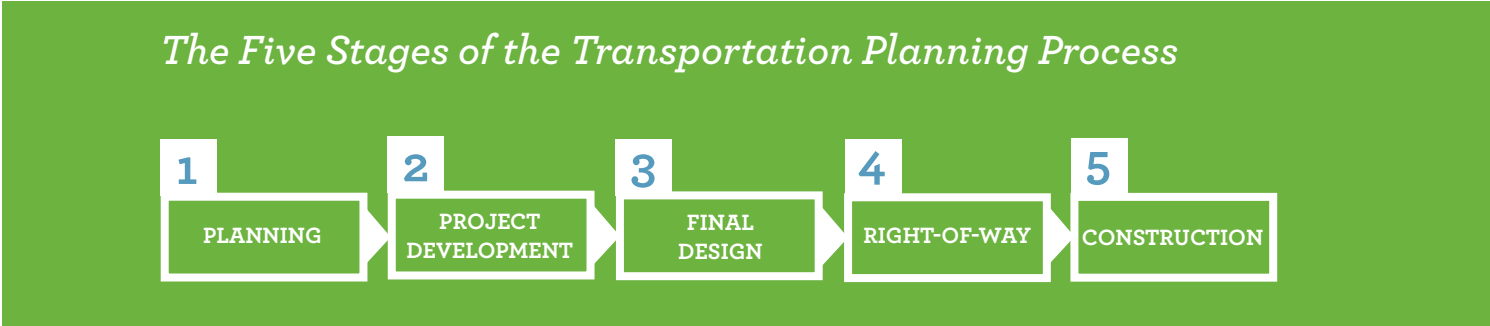 The Five Stages of the Transportation Planning Process
1
PLANNING
2
PROJECT
DEVELOPMENT
3
FINAL
DESIGN
4
RIGHT-OF-WAY
5
CONSTRUCTION